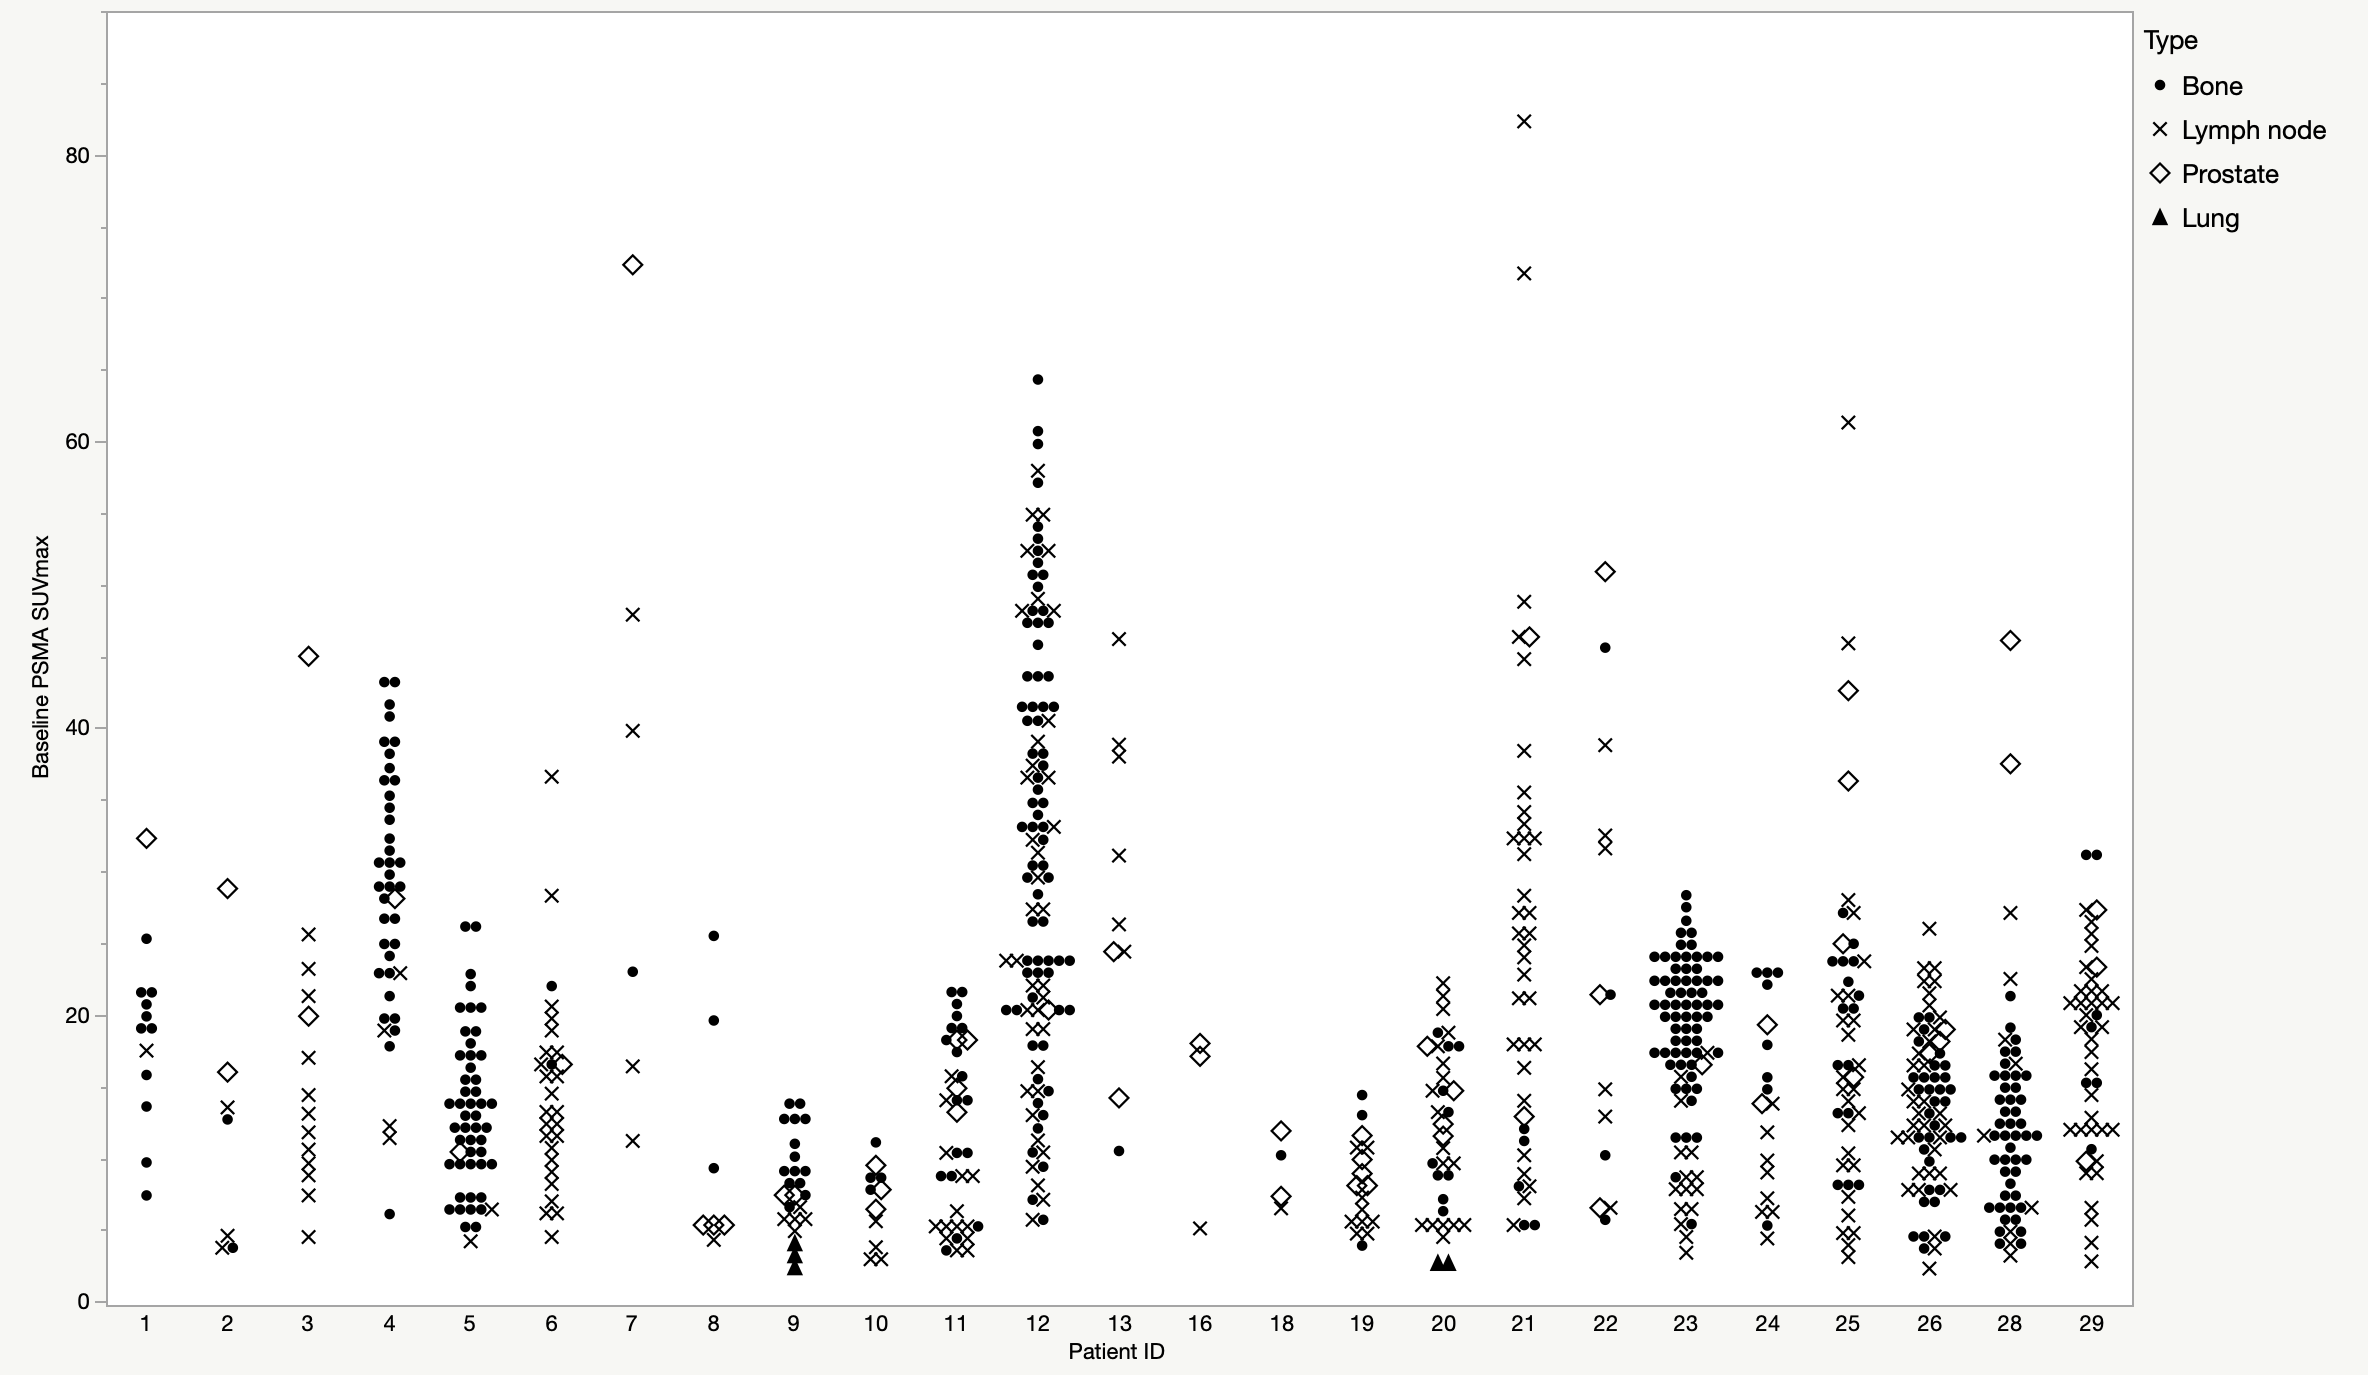 Type
Bone
Lymph node
Prostate
Lung
Baseline PSMA SUVmax
80
60
40
20
0
1 2 3 4 5 6 7 8 9 10 11 12 13 16 18 19 20 21 22 23 24 25 26 28 29
Patient ID